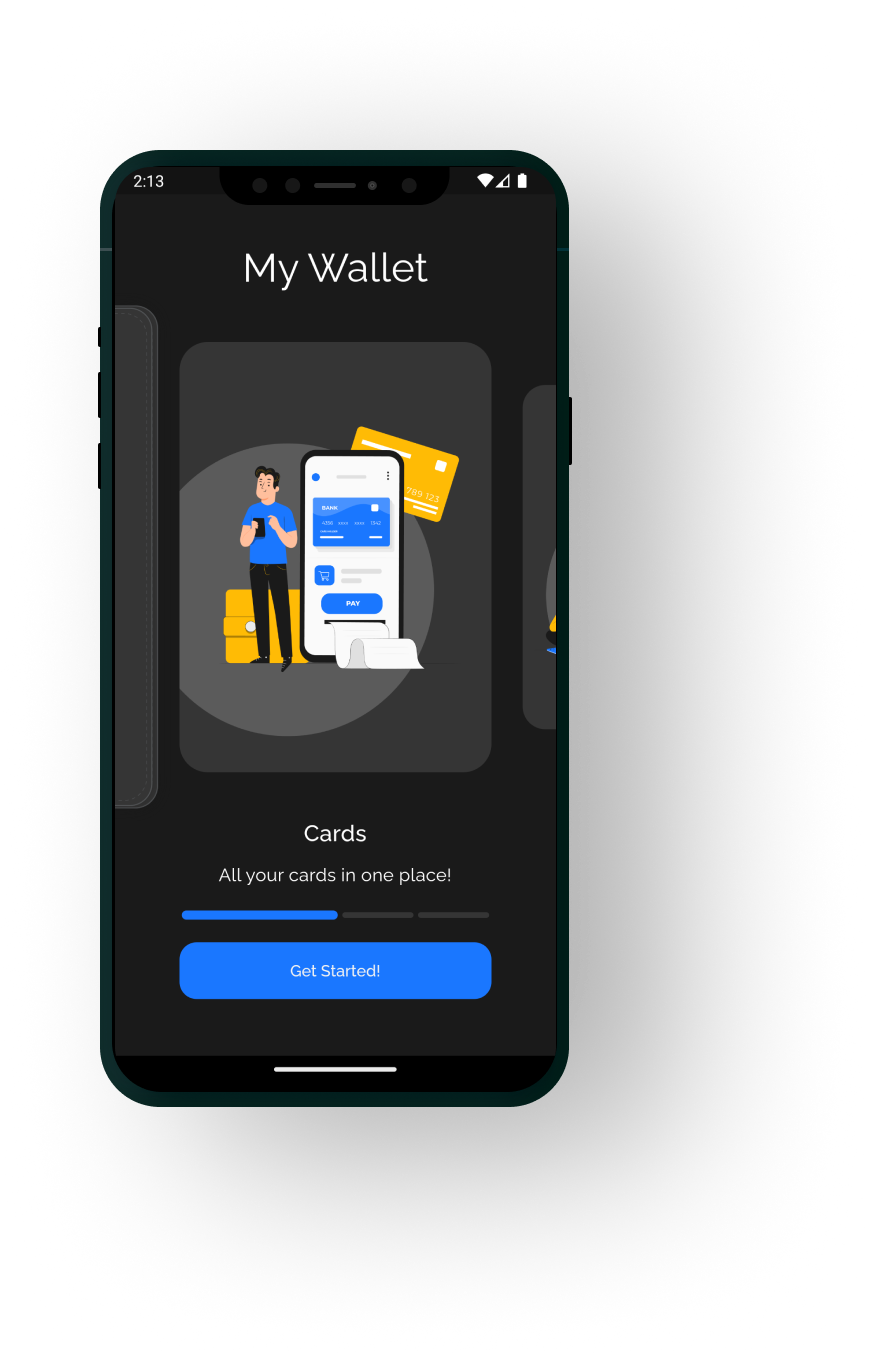 2:13
My Wallet
789 123
BANK
4356 xxxx xxxx 1342
PAY
Cards
All your cards in one place!
Get Started!